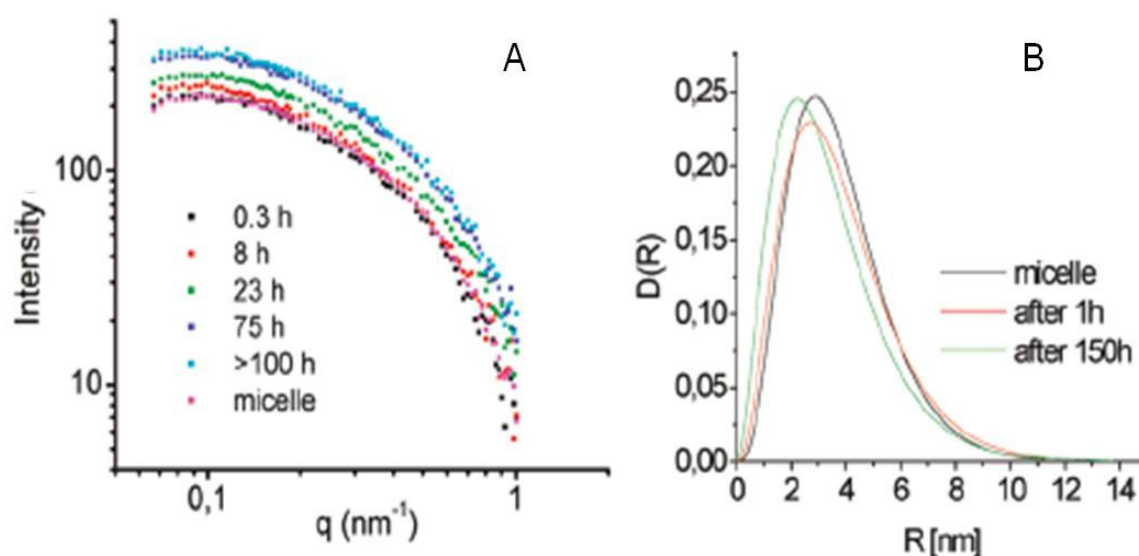 A
Intensity
100
10
0.3 h
8 h
23 h
75 h
>100 h
micelle
0,1
1
q (nm⁻¹)
B
D(R)
0,25
0,20
0,15
0,10
0,05
0,00
micelle
after 1h
after 150h
0 2 4 6 8 10 12 14
R [nm]